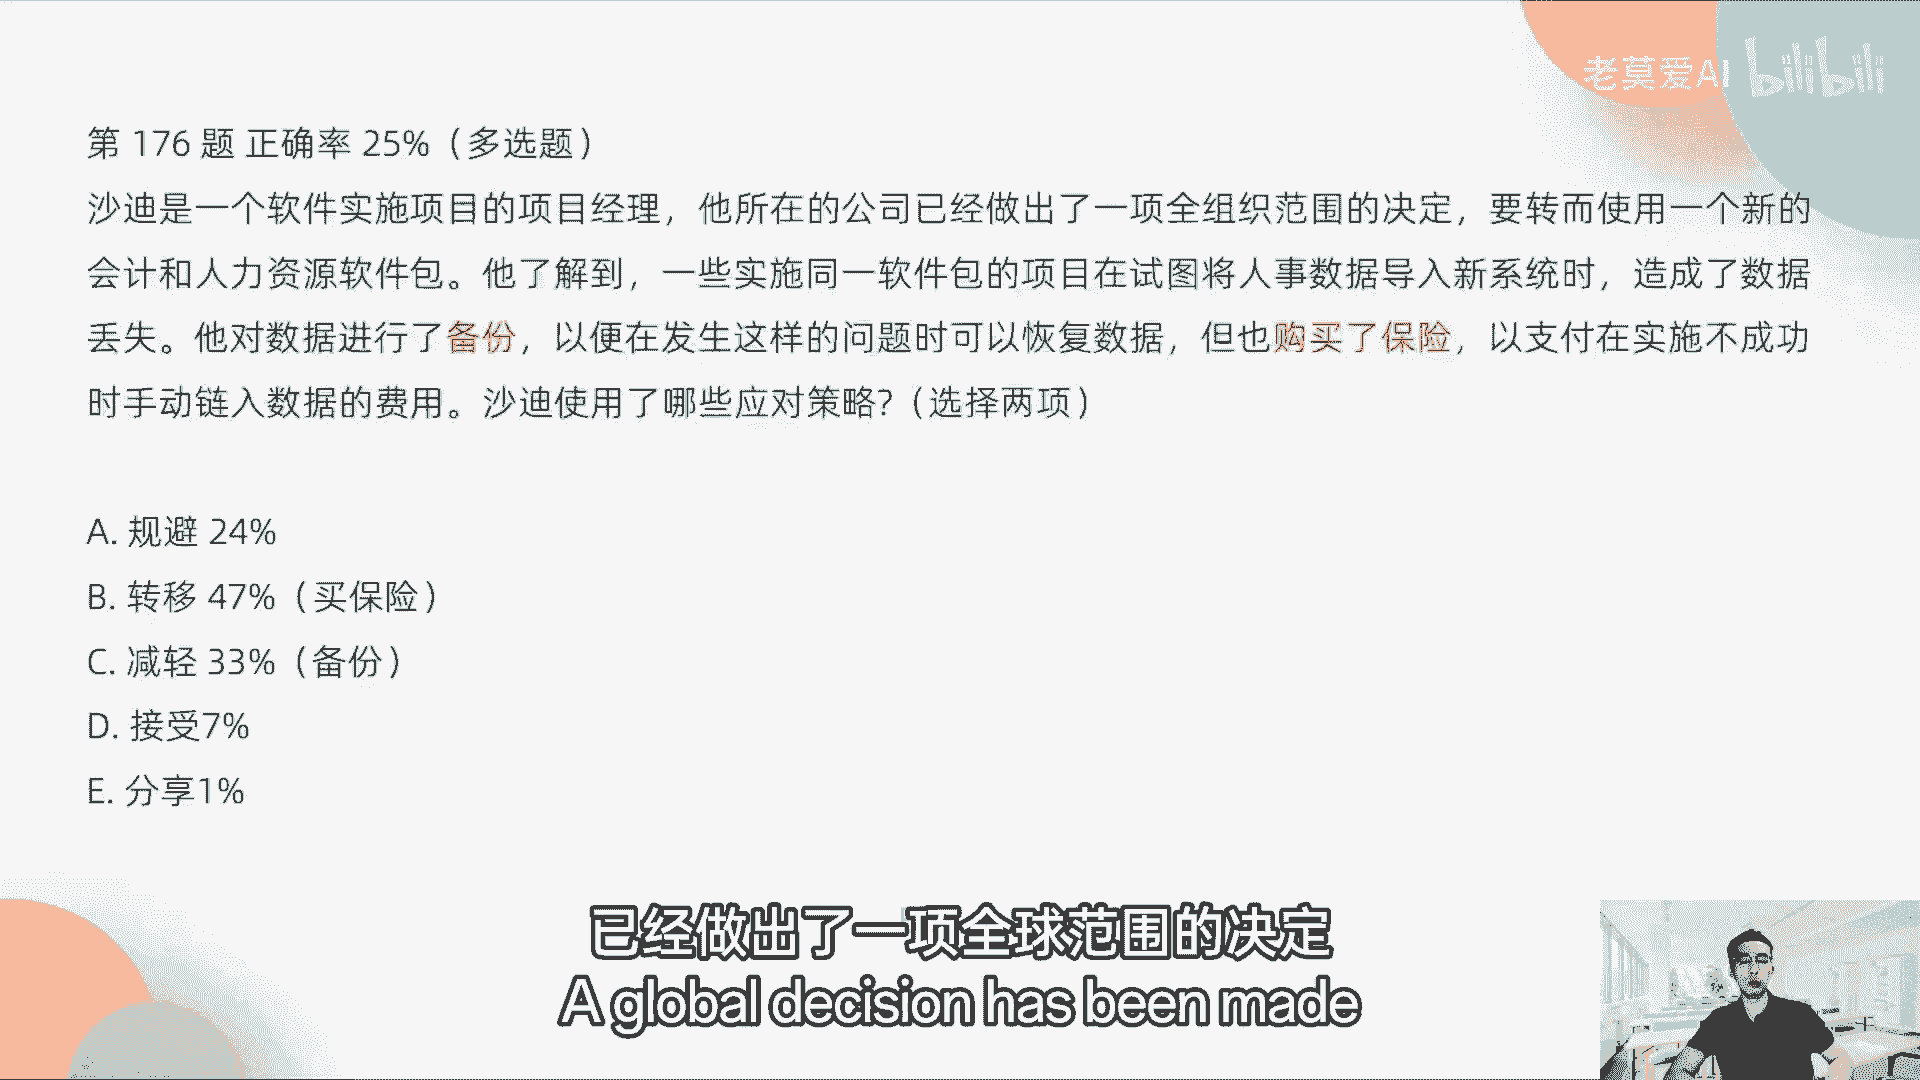 老莫爱AI bilibili
第 176 题 正确率 25%（多选题）
沙迪是一个软件实施项目的项目经理，他所在的公司已经做出了一项全组织范围的决定，要转而使用一个新的
会计和人力资源软件包。他了解到，一些实施同一软件包的项目在试图将人事数据导入新系统时，造成了数据
丢失。他对数据进行了备份，以便在发生这样的问题时可以恢复数据，但也购买了保险，以支付在实施不成功
时手动链入数据的费用。沙迪使用了哪些应对策略?（选择两项）
A. 规避 24%
B. 转移 47%（买保险）
C. 减轻 33%（备份）
D. 接受7%
E. 分享1%
已经做出了一项全球范围的决定
A global decision has been made